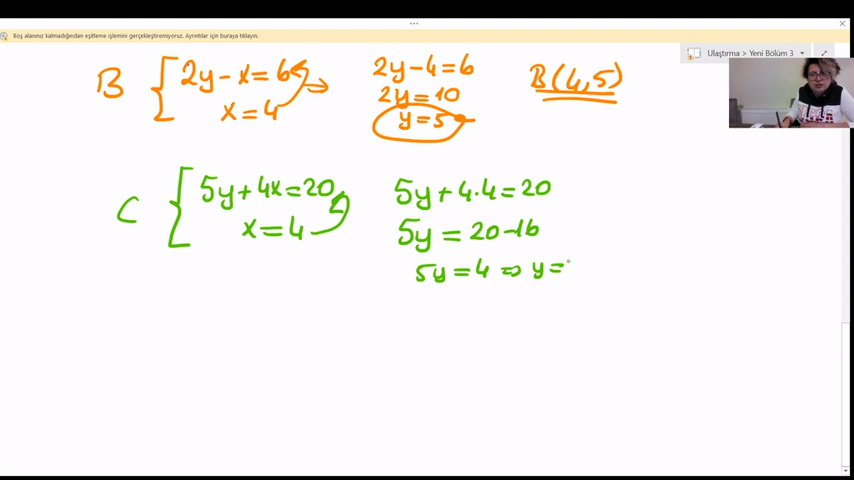 Boş alanınız kalmadığından eşitleme işlemini gerçekleştiremiyoruz. Ayrıntılar için buraya tıklayın.
Ulaştırma > Yeni Bölüm 3
B { 2y - x = 6
x = 4
2y - 4 = 6
2y = 10
y = 5
B(4,5)
C { 5y + 4x = 20
x = 4
5y + 4.4 = 20
5y = 20 - 16
5y = 4 => y =